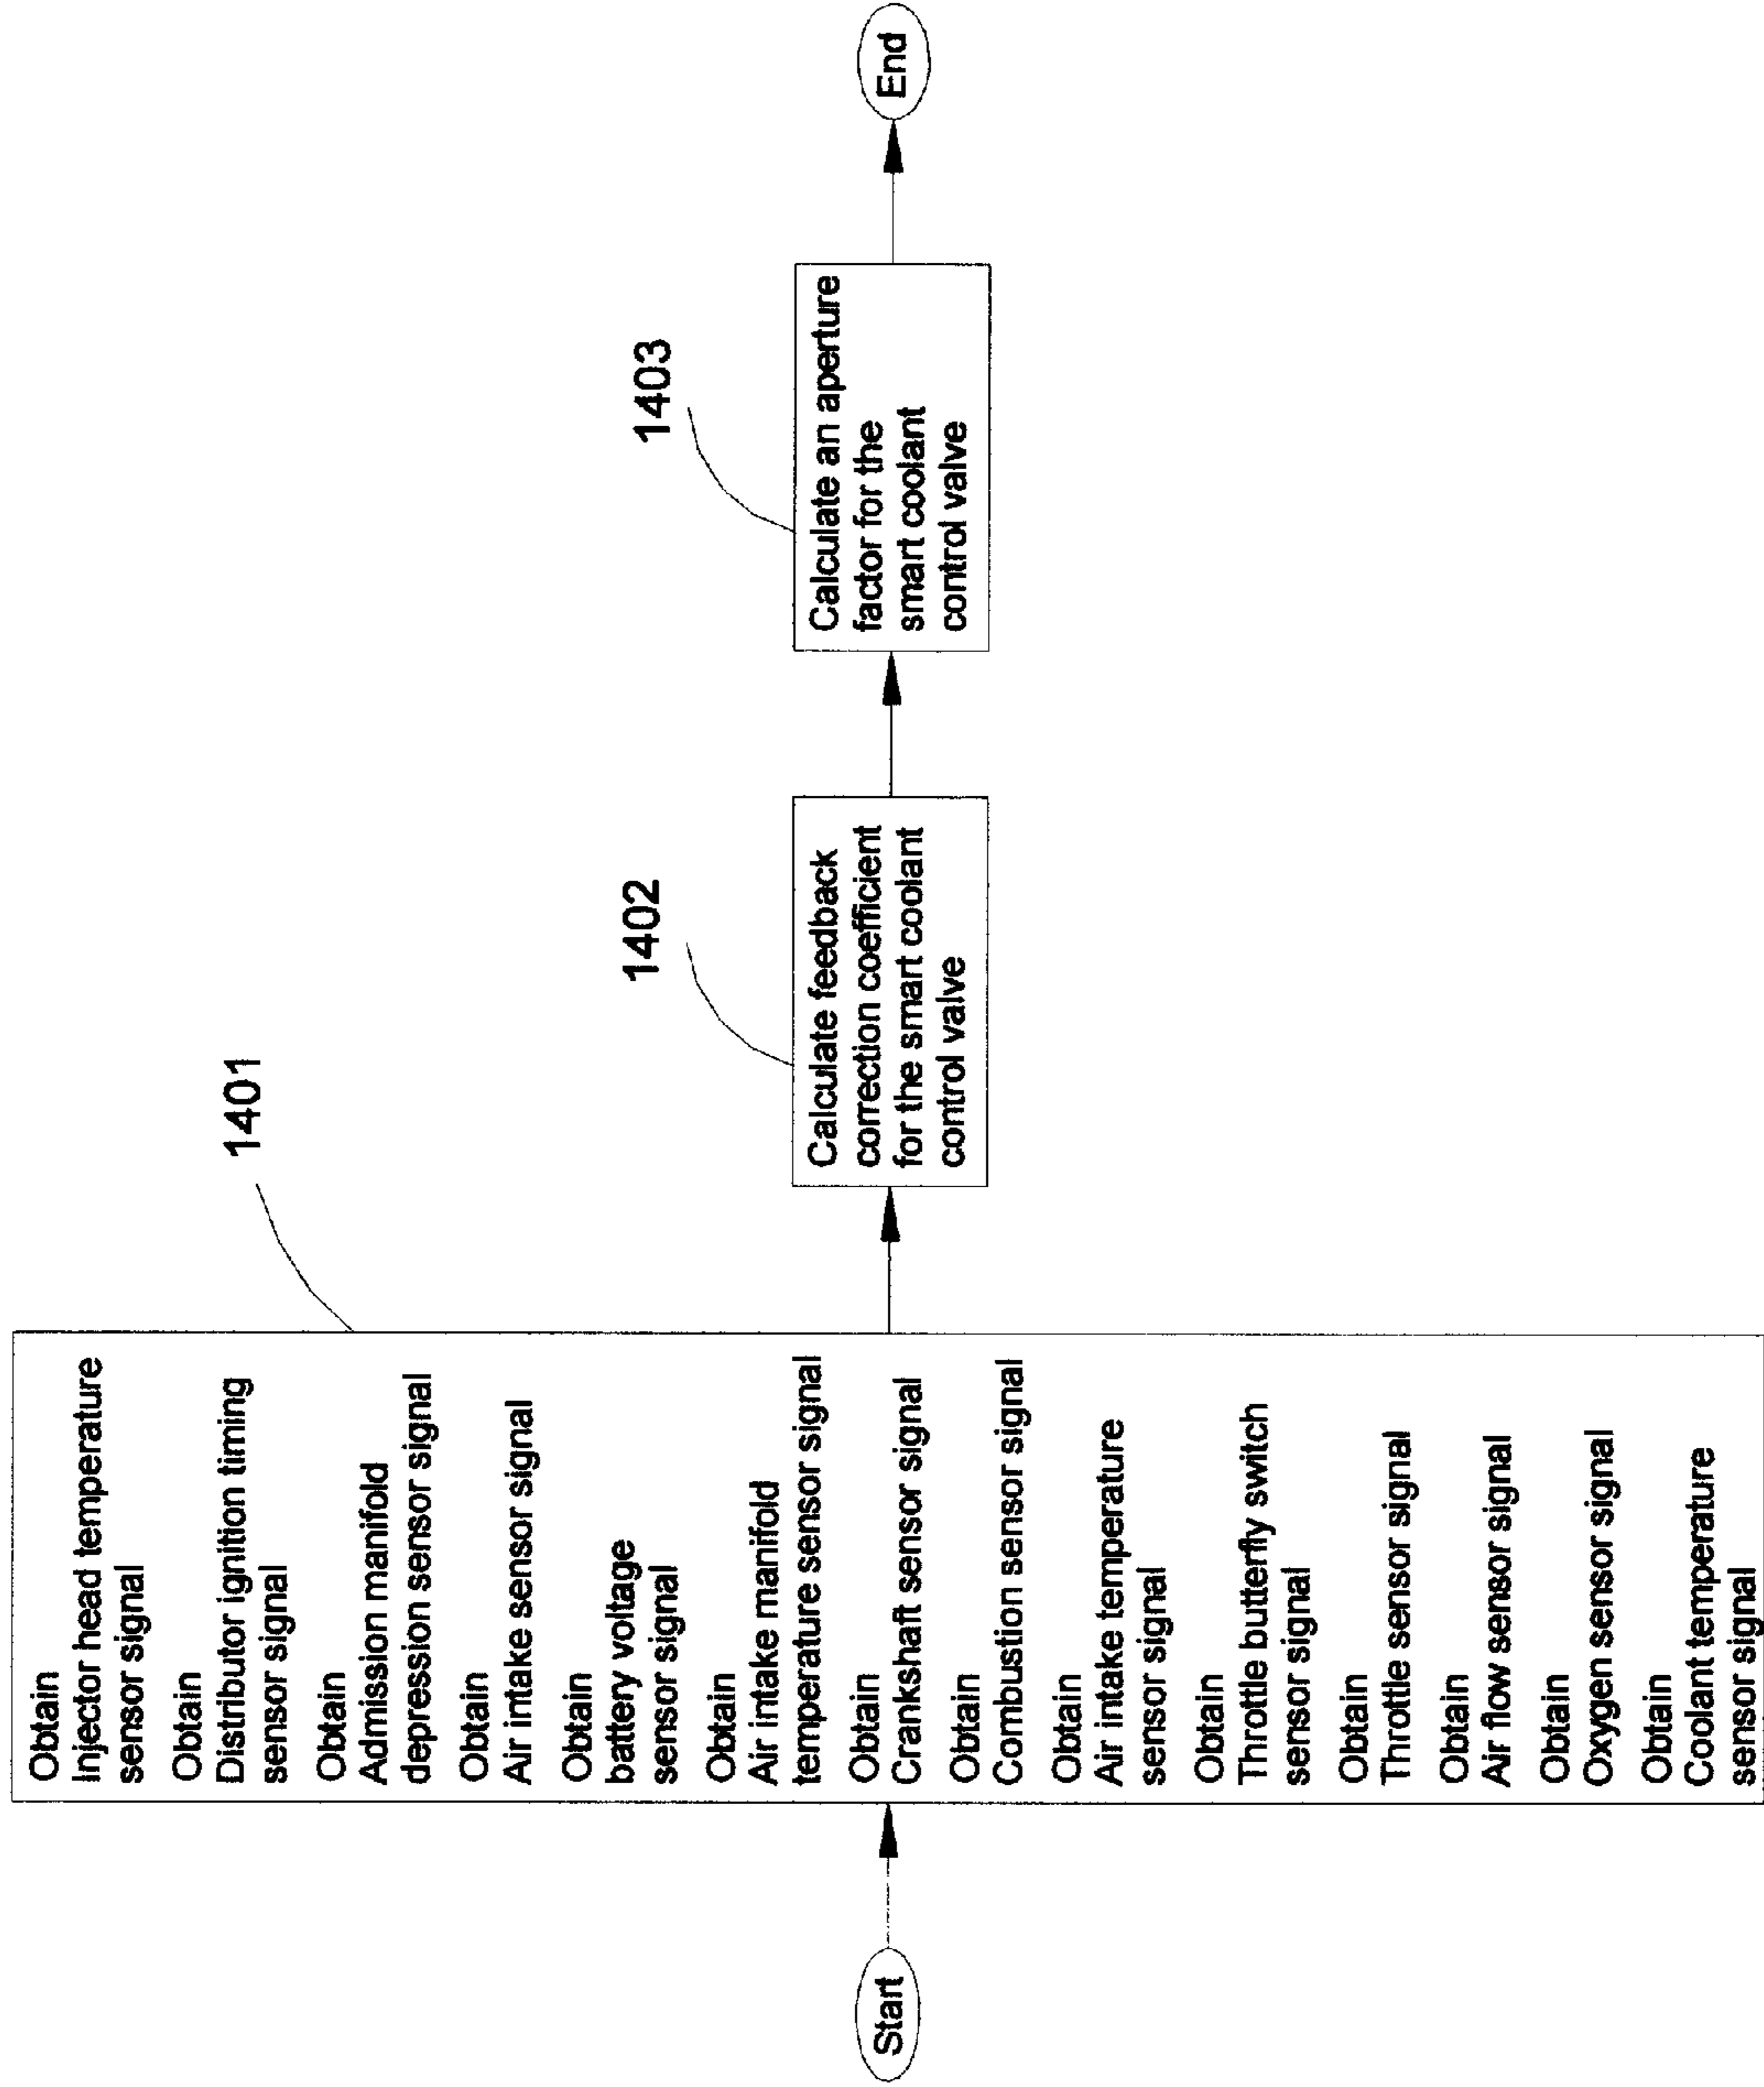 Start
1401
Obtain
Injector head temperature
sensor signal
Obtain
Distributor ignition timing
sensor signal
Obtain
Admission manifold
depression sensor signal
Obtain
Air intake sensor signal
Obtain
battery voltage
sensor signal
Obtain
Air intake manifold
temperature sensor signal
Obtain
Crankshaft sensor signal
Obtain
Combustion sensor signal
Obtain
Air intake temperature
sensor signal
Obtain
Throttle butterfly switch
sensor signal
Obtain
Throttle sensor signal
Obtain
Air flow sensor signal
Obtain
Oxygen sensor signal
Obtain
Coolant temperature
sensor signal
1402
Calculate feedback
correction coefficient
for the smart coolant
control valve
1403
Calculate an aperture
factor for the
smart coolant
control valve
End